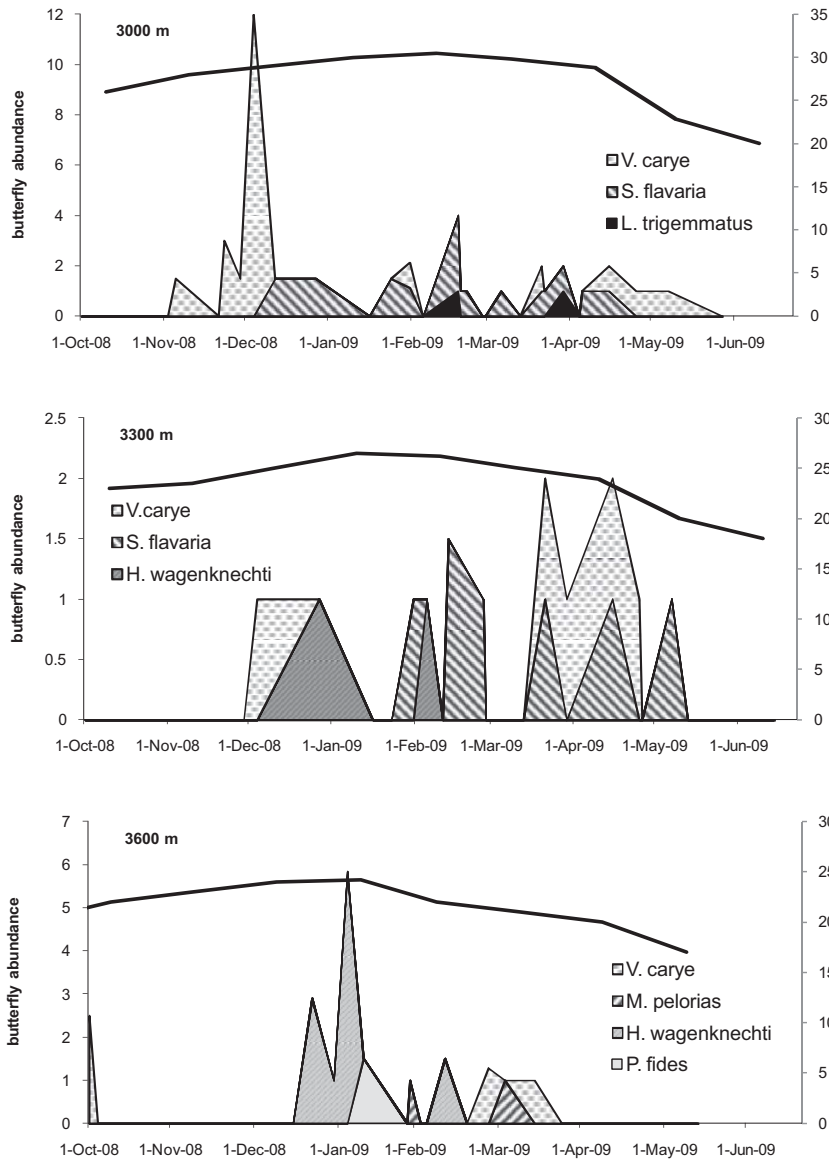 3000 m
butterfly abundance
12
10
8
6
4
2
0
35
30
25
20
15
10
5
0
V. carye
S. flavaria
L. trigemmatus
1-Oct-08 1-Nov-08 1-Dec-08 1-Jan-09 1-Feb-09 1-Mar-09 1-Apr-09 1-May-09 1-Jun-09
3300 m
butterfly abundance
2.5
2
1.5
1
0.5
0
30
25
20
15
10
5
0
V.carye
S. flavaria
H. wagenknechti
1-Oct-08 1-Nov-08 1-Dec-08 1-Jan-09 1-Feb-09 1-Mar-09 1-Apr-09 1-May-09 1-Jun-09
3600 m
butterfly abundance
7
6
5
4
3
2
1
0
30
25
20
15
10
5
0
V. carye
M. pelorias
H. wagenknechti
P. fides
1-Oct-08 1-Nov-08 1-Dec-08 1-Jan-09 1-Feb-09 1-Mar-09 1-Apr-09 1-May-09 1-Jun-09